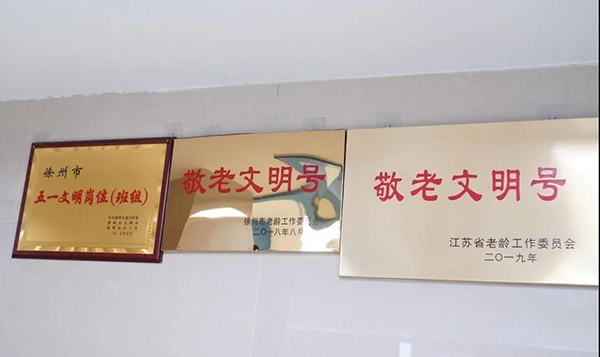 徐州市
五一文明岗位(班组)
敬老文明号
徐州市老龄工作委员会
二〇一八年八月
敬老文明号
江苏省老龄工作委员会
二〇一九年